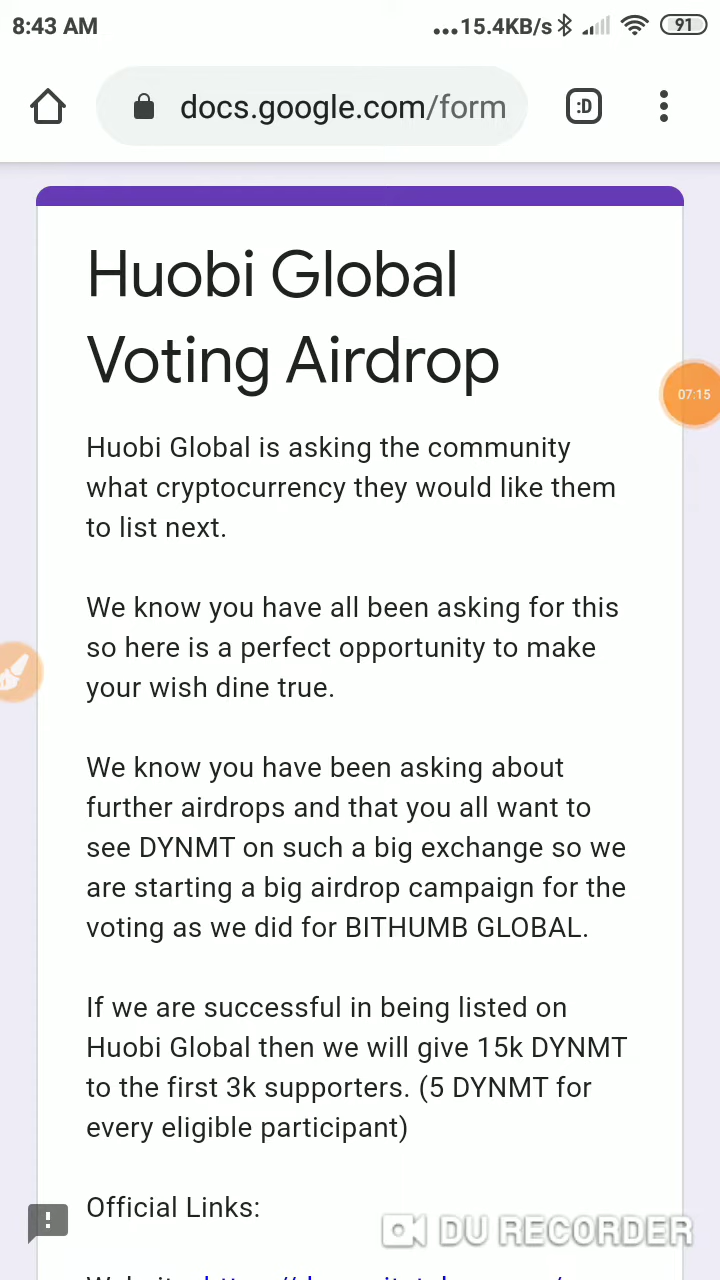 8:43 AM ...15.4KB/s 91
docs.google.com/form :D
Huobi Global
Voting Airdrop
07:15
Huobi Global is asking the community
what cryptocurrency they would like them
to list next.
We know you have all been asking for this
so here is a perfect opportunity to make
your wish dine true.
We know you have been asking about
further airdrops and that you all want to
see DYNMT on such a big exchange so we
are starting a big airdrop campaign for the
voting as we did for BITHUMB GLOBAL.
If we are successful in being listed on
Huobi Global then we will give 15k DYNMT
to the first 3k supporters. (5 DYNMT for
every eligible participant)
Official Links:
DU RECORDER